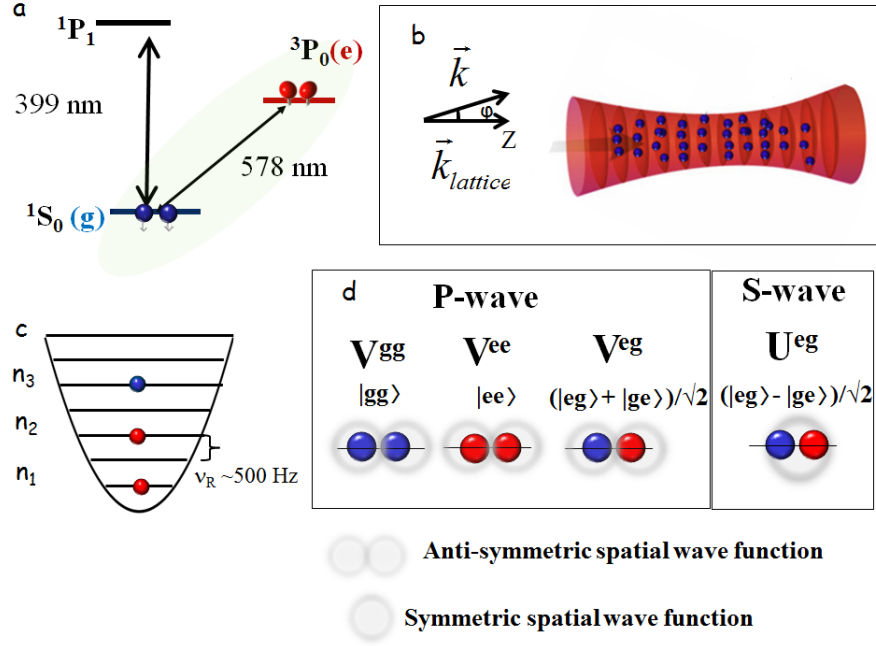 a
¹P₁
³P₀(e)
399 nm
578 nm
¹S₀ (g)
b
k⃗
φ
Z
k⃗lattice
c
n₃
n₂
n₁
νR ~500 Hz
d
P-wave
Vᵍᵍ
Vᵉᵉ
Vᵉᵍ
|gg⟩
|ee⟩
(|eg⟩+ |ge⟩)/√2
S-wave
Uᵉᵍ
(|eg⟩- |ge⟩)/√2
Anti-symmetric spatial wave function
Symmetric spatial wave function